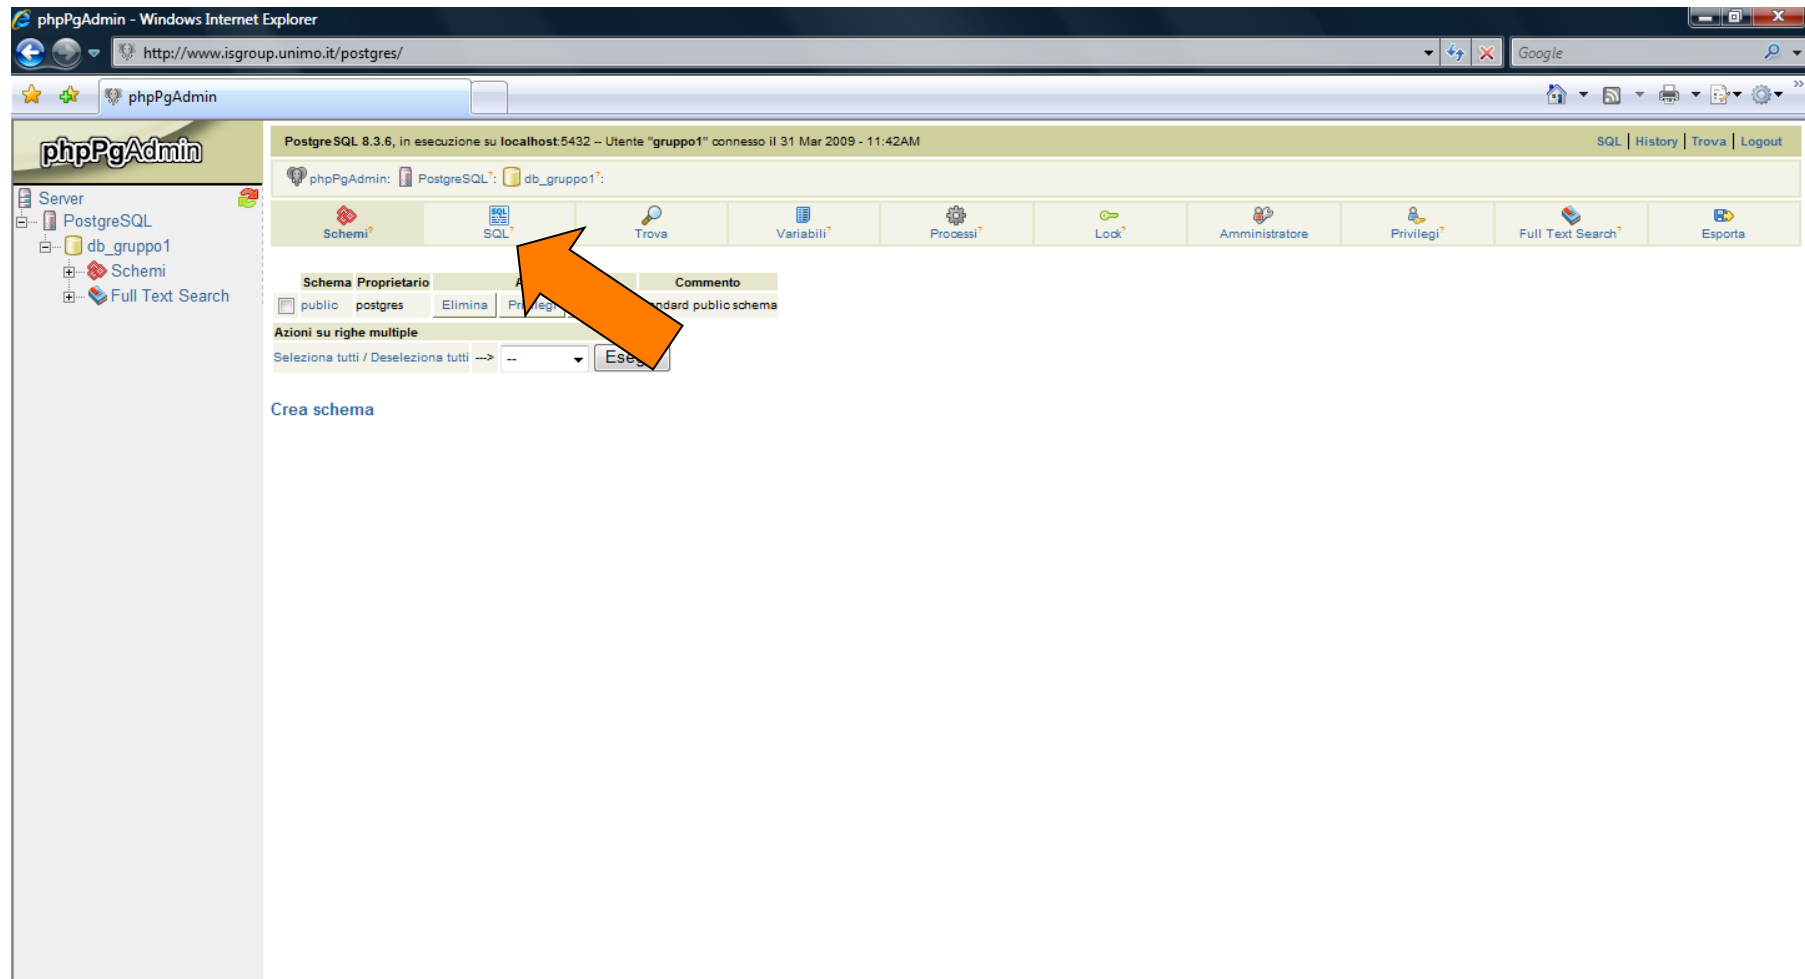 phpPgAdmin - Windows Internet Explorer
http://www.isgroup.unimo.it/postgres/
Google
phpPgAdmin
phpPgAdmin
PostgreSQL 8.3.6, in esecuzione su localhost:5432 -- Utente "gruppo1" connesso il 31 Mar 2009 - 11:42AM
SQL | History | Trova | Logout
phpPgAdmin: PostgreSQL?: db_gruppo1?:
Server
PostgreSQL
db_gruppo1
Schemi
Full Text Search
Schemi? SQL? Trova Variabili? Processi? Lock? Amministratore Privilegi? Full Text Search? Esporta
Schema Proprietario Commento
public postgres Elimina public schema
Azioni su righe multiple
Seleziona tutti / Deseleziona tutti ---> --
Crea schema